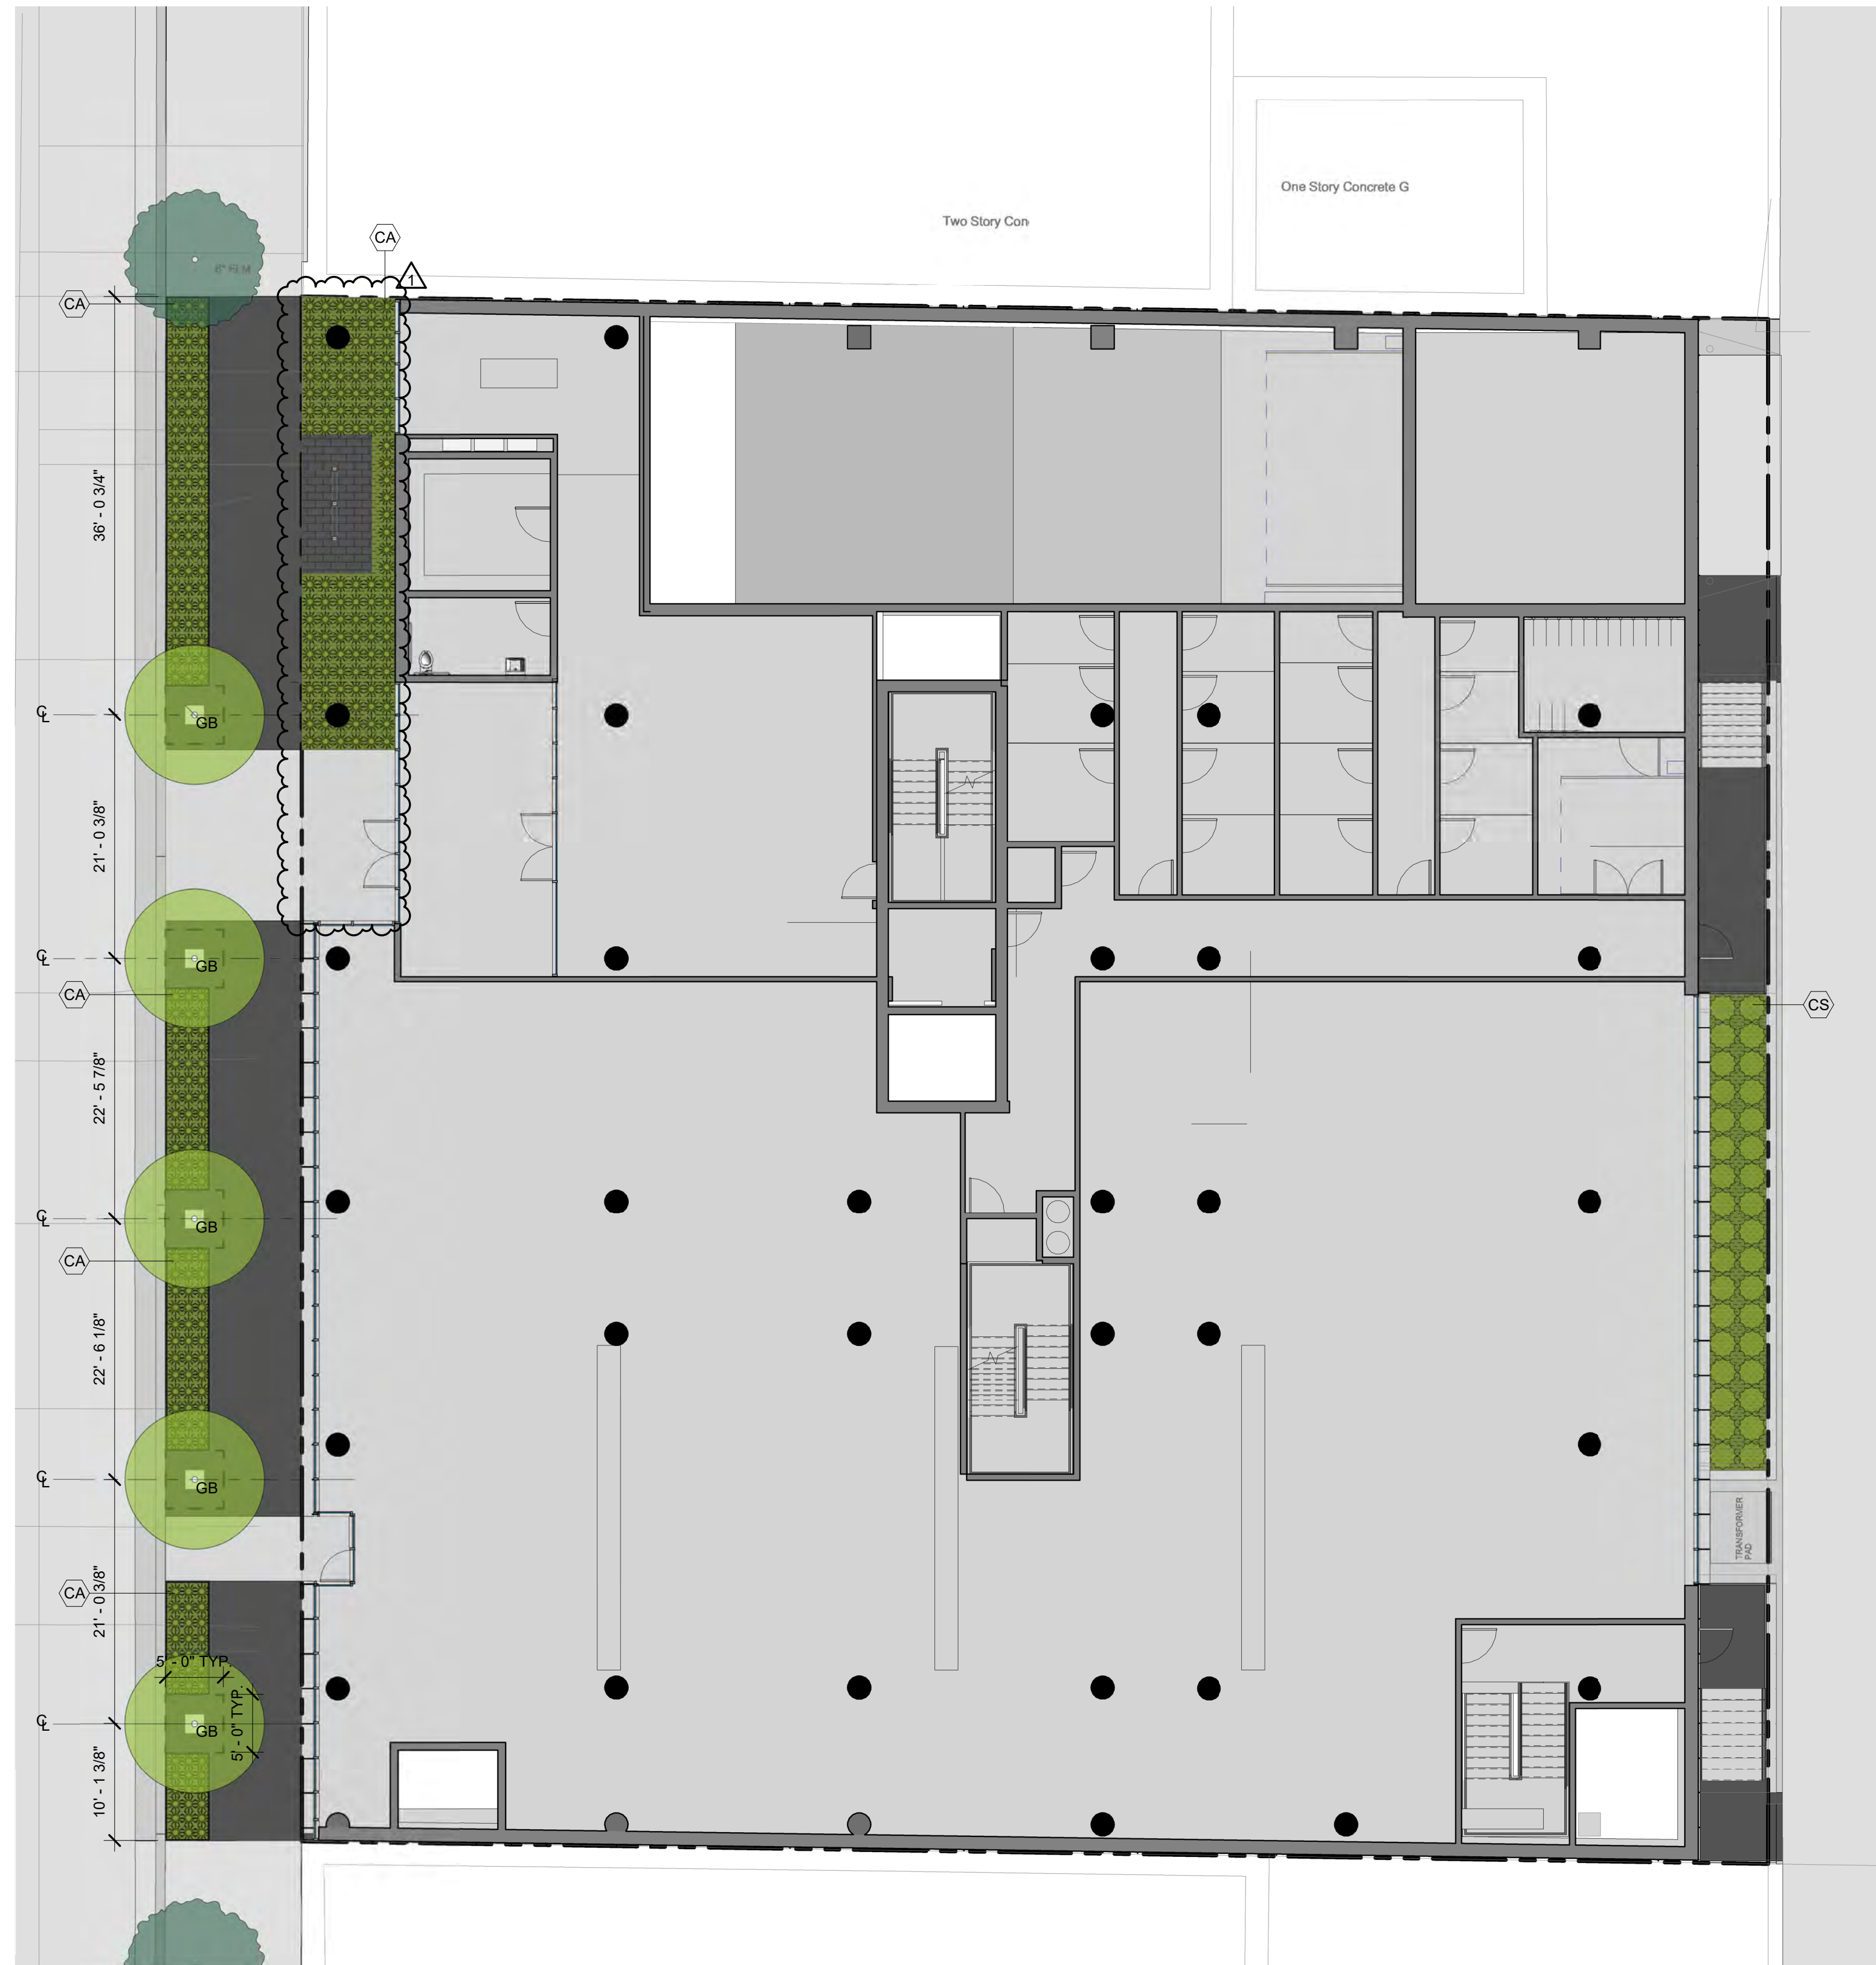 One Story Concrete G
Two Story Con
CA
1
6" ELM
CA
36' - 0 3/4"
GB
21' - 0 3/8"
GB
CA
CS
22' - 5 7/8"
GB
CA
22' - 6 1/8"
GB
TRANSFORMER
PAD
CA
21' - 0 3/8"
5' - 0" TYP.
5' - 0" TYP.
GB
10' - 1 3/8"